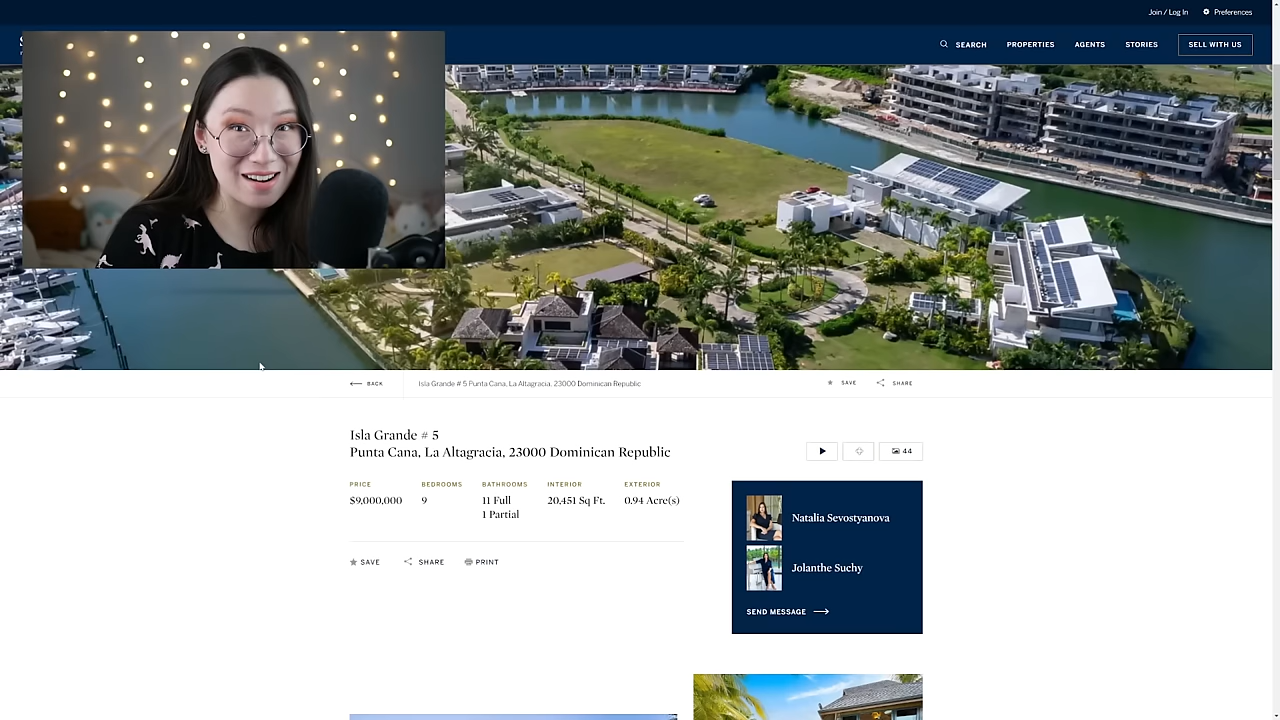 Join / Log In Preferences
SEARCH PROPERTIES AGENTS STORIES SELL WITH US
BACK Isla Grande # 5 Punta Cana, La Altagracia, 23000 Dominican Republic SAVE SHARE
Isla Grande # 5
Punta Cana, La Altagracia, 23000 Dominican Republic
44
PRICE BEDROOMS BATHROOMS INTERIOR EXTERIOR
$9,000,000 9 11 Full 20,451 Sq Ft. 0.94 Acre(s)
1 Partial
SAVE SHARE PRINT
Natalia Sevostyanova
Jolanthe Suchy
SEND MESSAGE